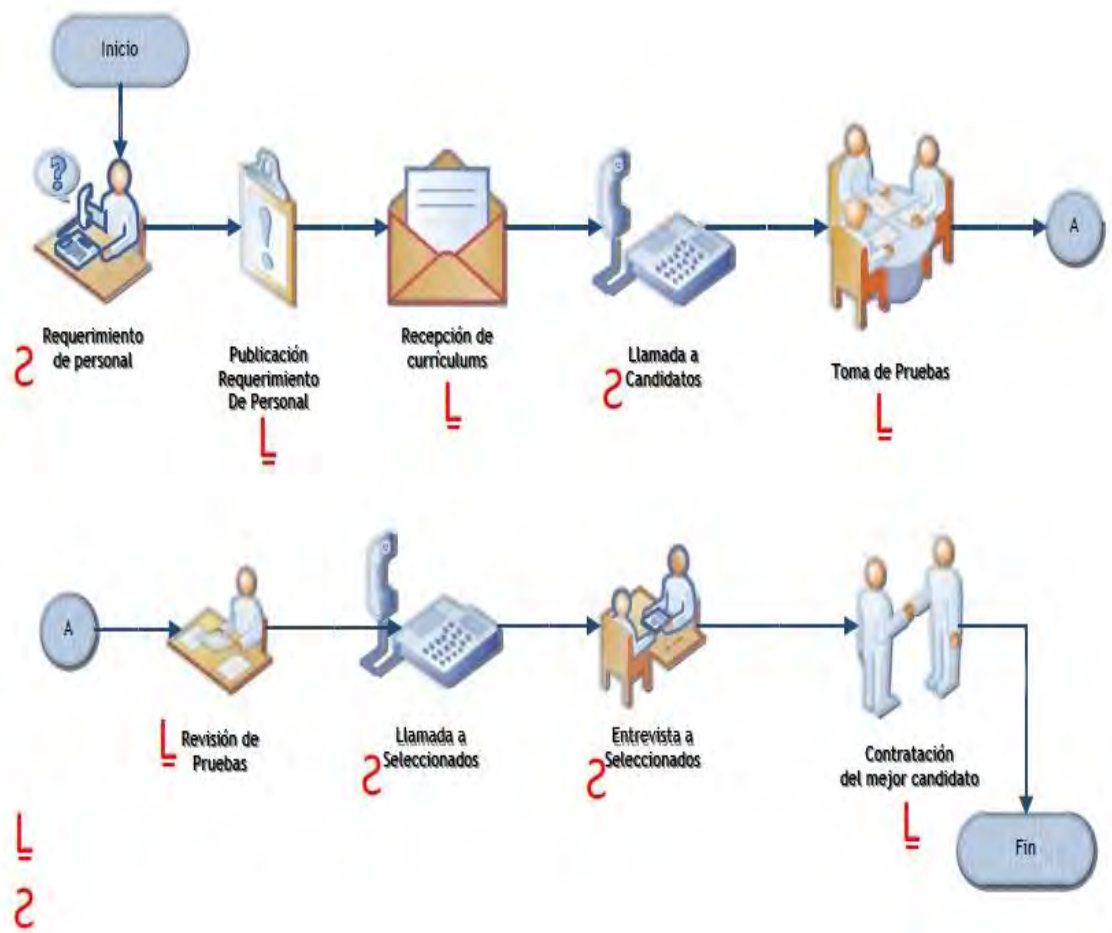 Inicio
A
Requerimiento
de personal
Publicación
Requerimiento
De Personal
Recepción de
currículums
Llamada a
Candidatos
Toma de Pruebas
A
Revisión de
Pruebas
Llamada a
Seleccionados
Entrevista a
Seleccionados
Contratación
del mejor candidato
Fin